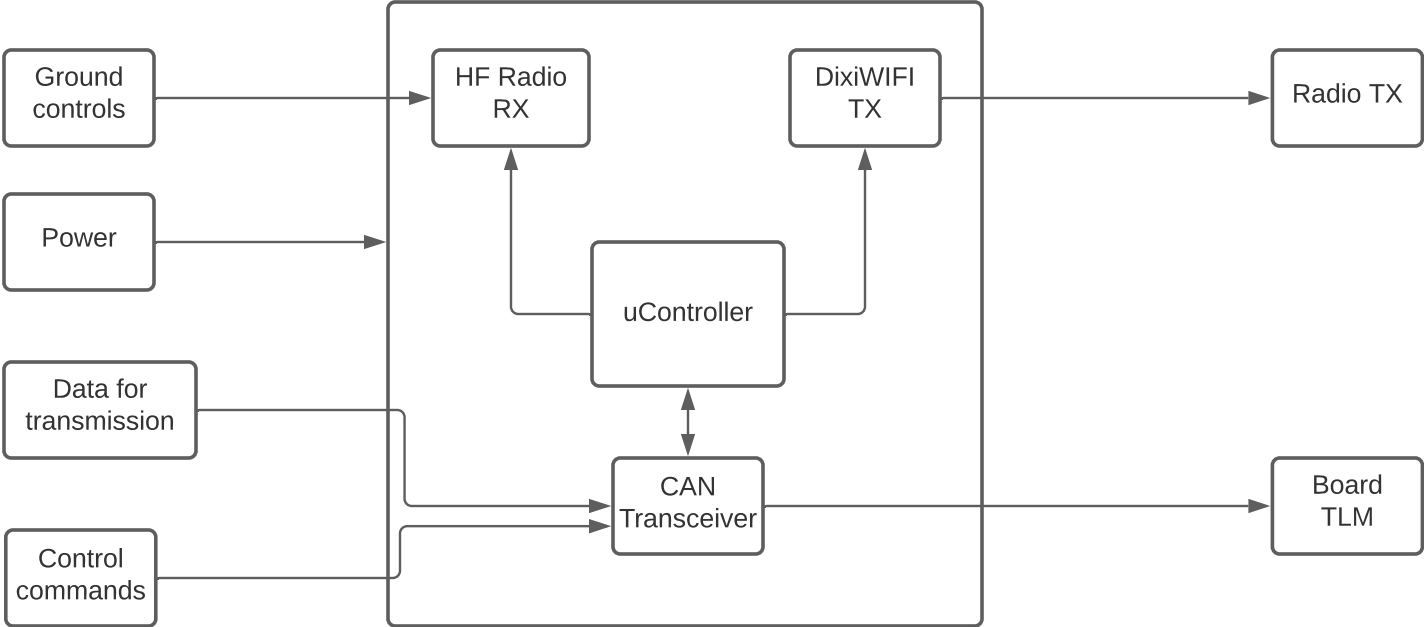 Ground
controls
HF Radio
RX
DixiWIFI
TX
Radio TX
Power
uController
Data for
transmission
CAN
Transceiver
Board
TLM
Control
commands